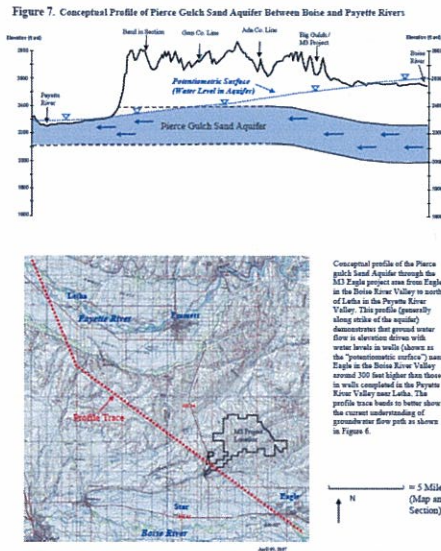 Figure 7. Conceptual Profile of Pierce Gulch Sand Aquifer Between Boise and Payette Rivers
Bend in Section
Gem Co. Line
Ada Co. Line
Big Gulch/
M3 Project
Boise
River
Payette
River
Potentiometric Surface
(Water Level in Aquifer)
Pierce Gulch Sand Aquifer
Conceptual profile of the Pierce
gulch Sand Aquifer through the
M3 Eagle project area from Eagle
in the Boise River Valley to north
of Letha in the Payette River
Valley. This profile (generally
along strike of the aquifer)
demonstrates that ground water
flow is elevation driven with
water levels in wells (shown as
the "potentiometric surface") near
Eagle in the Boise River Valley
around 300 feet higher than those
in wells completed in the Payette
River Valley near Letha. The
profile trace bends to better show
the current understanding of
groundwater flow path as shown
in Figure 6.
Letha
Payette River
Emmett
Profile Trace
M3 Project
Location
Star
Eagle
Boise River
N
= 5 Miles
(Map and
Section)